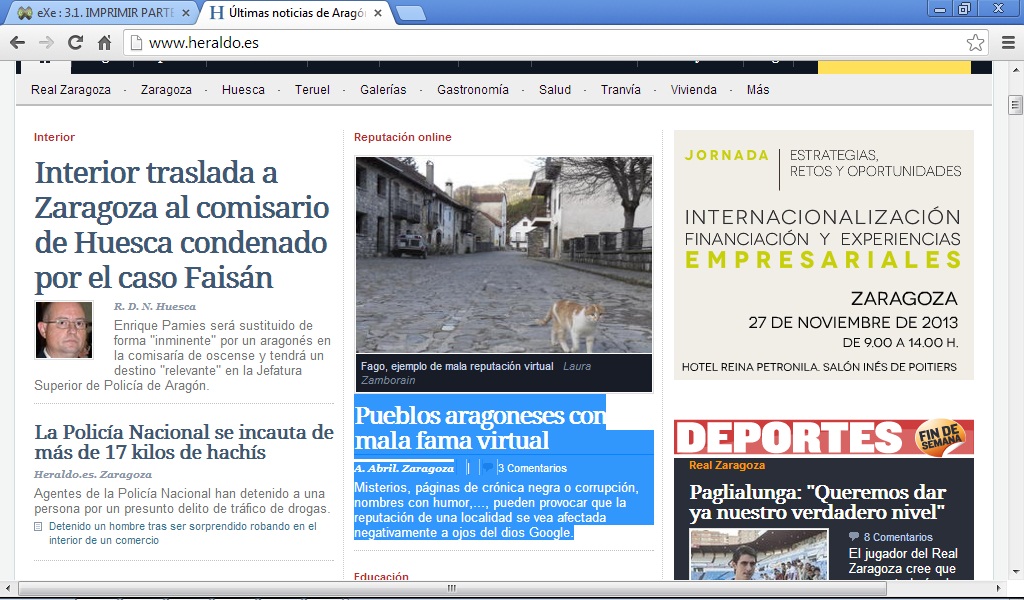 eXe : 3.1. IMPRIMIR PARTE
Últimas noticias de Aragó
www.heraldo.es
Real Zaragoza - Zaragoza - Huesca - Teruel - Galerías - Gastronomía - Salud - Tranvía - Vivienda - Más
Interior
Interior traslada a
Zaragoza al comisario
de Huesca condenado
por el caso Faisán
R. D. N. Huesca
Enrique Pamies será sustituido de
forma "inminente" por un aragonés en
la comisaría de oscense y tendrá un
destino "relevante" en la Jefatura
Superior de Policía de Aragón.
La Policía Nacional se incauta de
más de 17 kilos de hachís
Heraldo.es. Zaragoza
Agentes de la Policía Nacional han detenido a una
persona por un presunto delito de tráfico de drogas.
Detenido un hombre tras ser sorprendido robando en el
interior de un comercio
Reputación online
Fago, ejemplo de mala reputación virtual Laura
Zamborain
Pueblos aragoneses con
mala fama virtual
A. Abril. Zaragoza | | 3 Comentarios
Misterios, páginas de crónica negra o corrupción,
nombres con humor,..., pueden provocar que la
reputación de una localidad se vea afectada
negativamente a ojos del dios Google.
Educación
JORNADA
ESTRATEGIAS,
RETOS Y OPORTUNIDADES
INTERNACIONALIZACIÓN
FINANCIACIÓN Y EXPERIENCIAS
EMPRESARIALES
ZARAGOZA
27 DE NOVIEMBRE DE 2013
DE 9.00 A 14.00 H.
HOTEL REINA PETRONILA. SALÓN INÉS DE POITIERS
DEPORTES FIN DE
SEMANA
Real Zaragoza
Paglialunga: "Queremos dar
ya nuestro verdadero nivel"
8 Comentarios
El jugador del Real
Zaragoza cree que